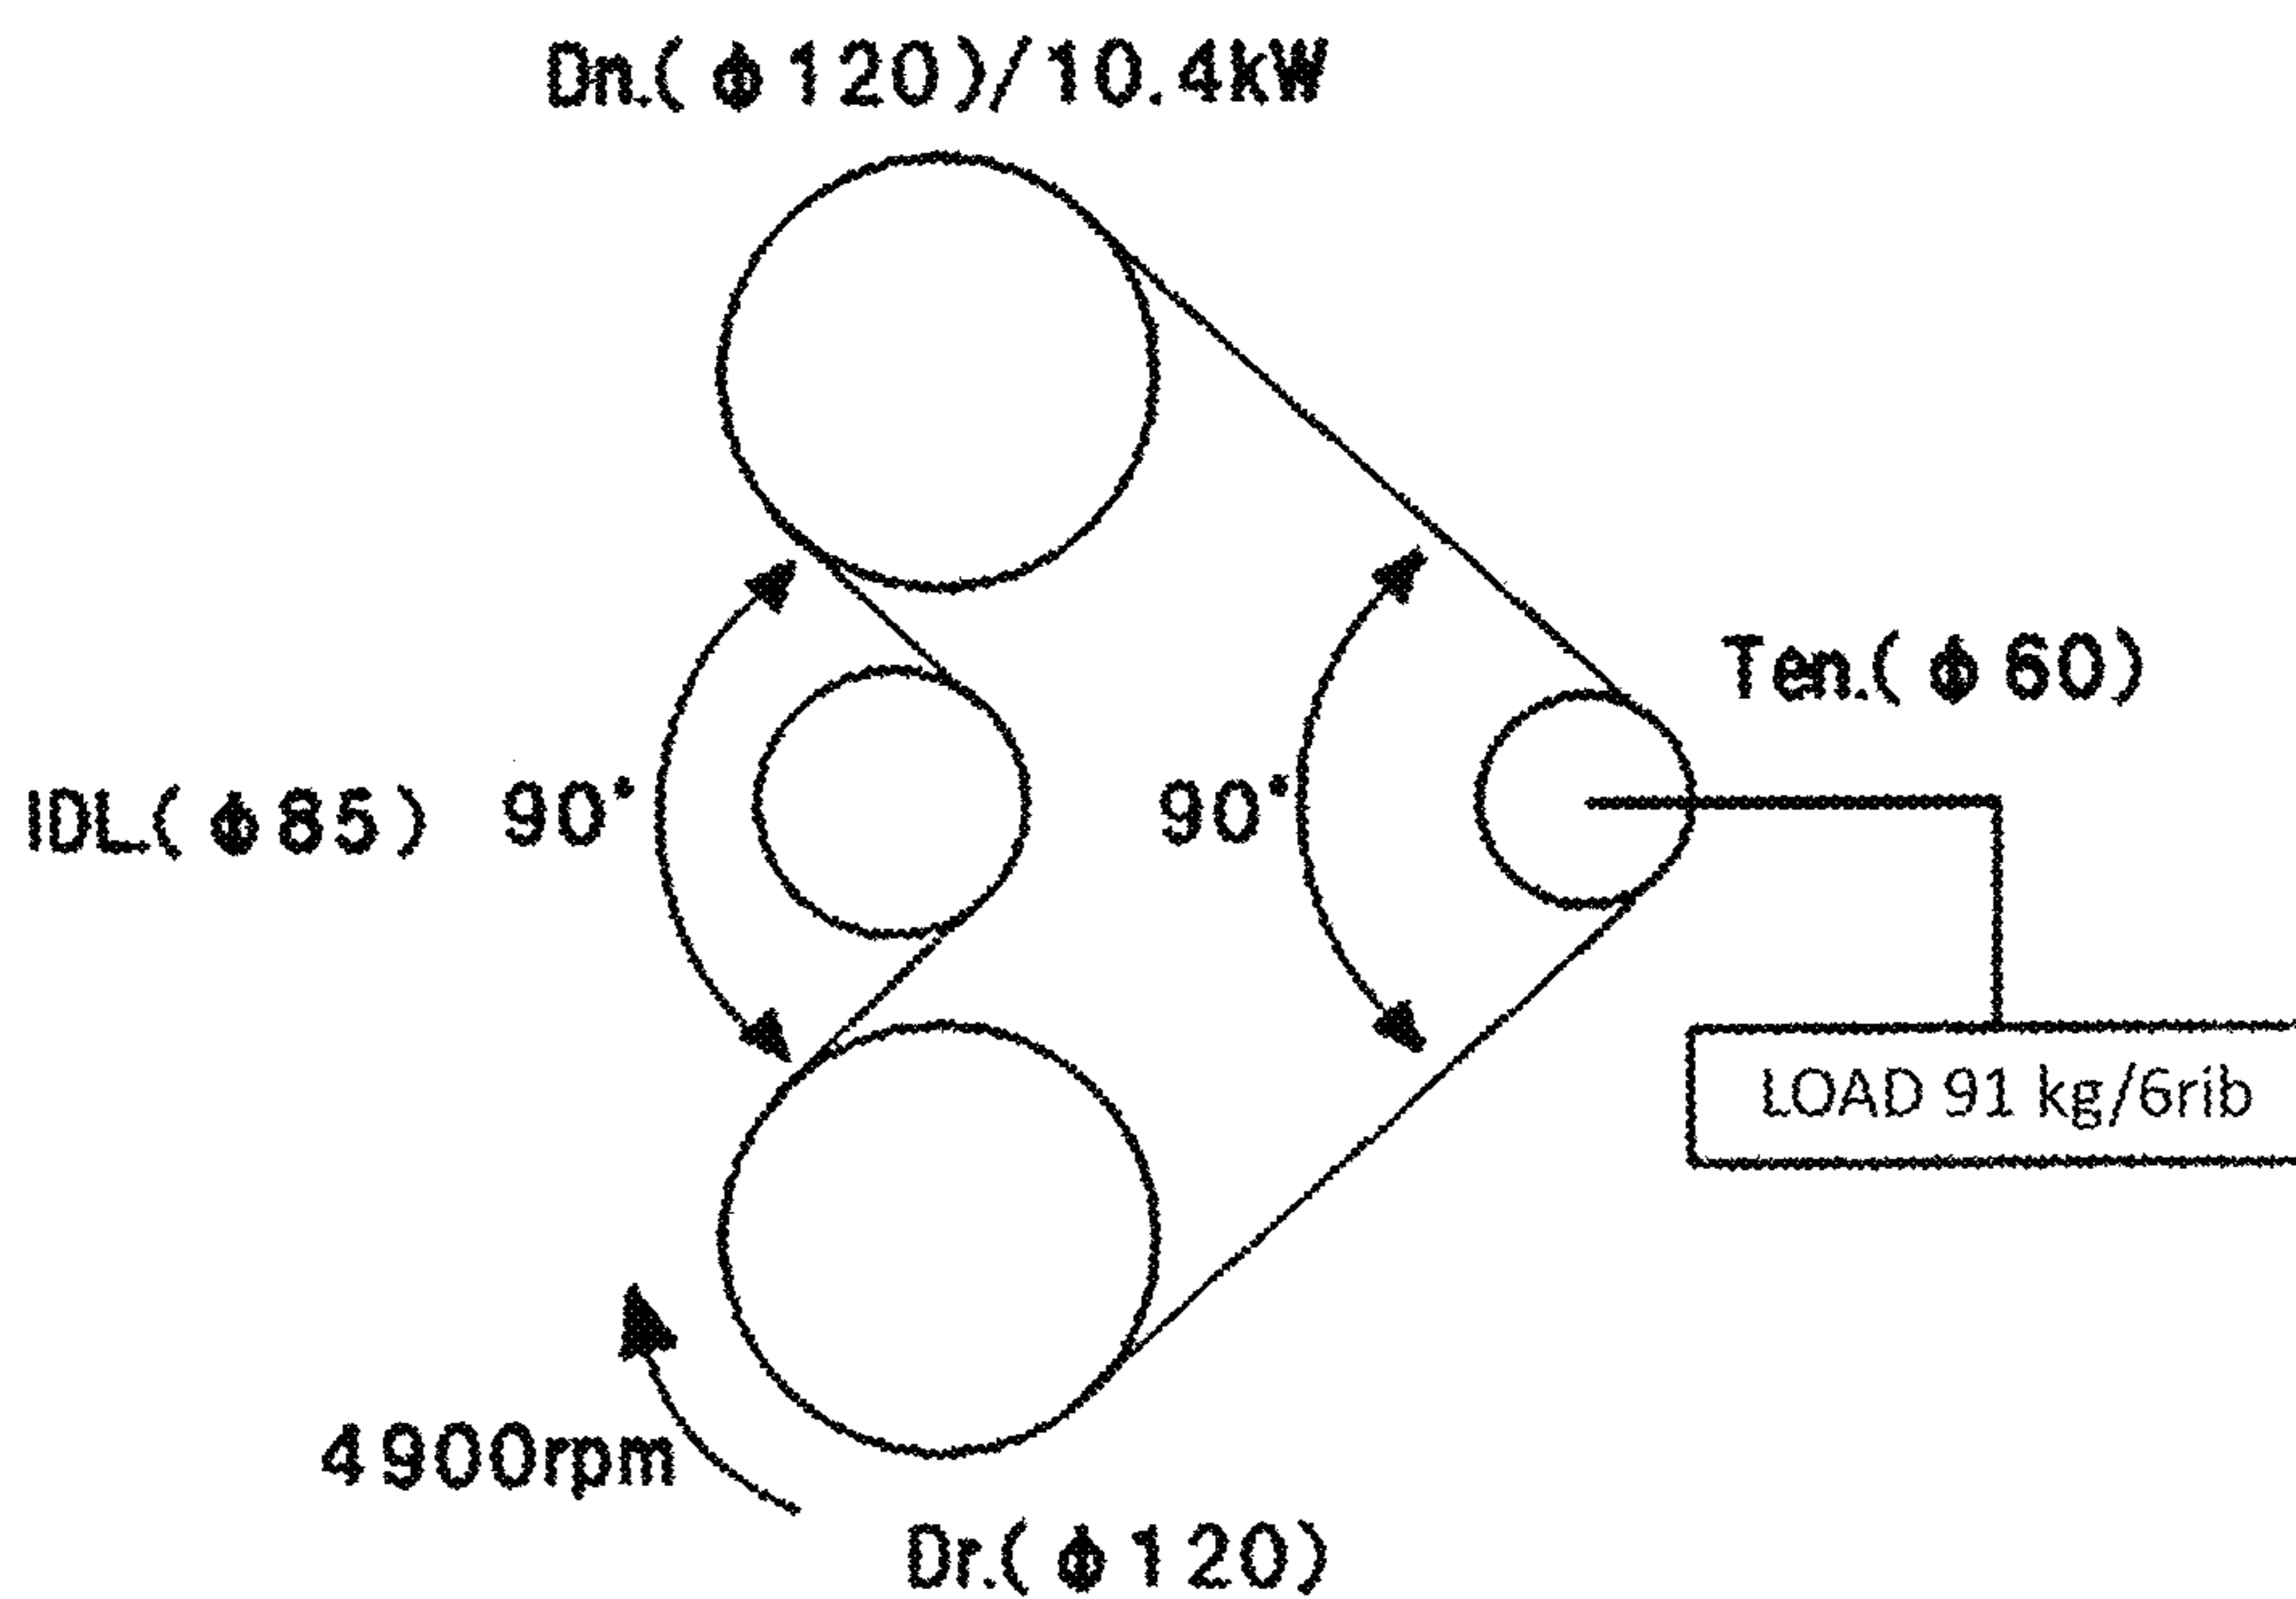 Dn.(φ120)/10.4kW
Ten.(φ60)
IDL(φ85) 90°
90°
LOAD 91 kg/6rib
4900rpm
Dr.(φ120)